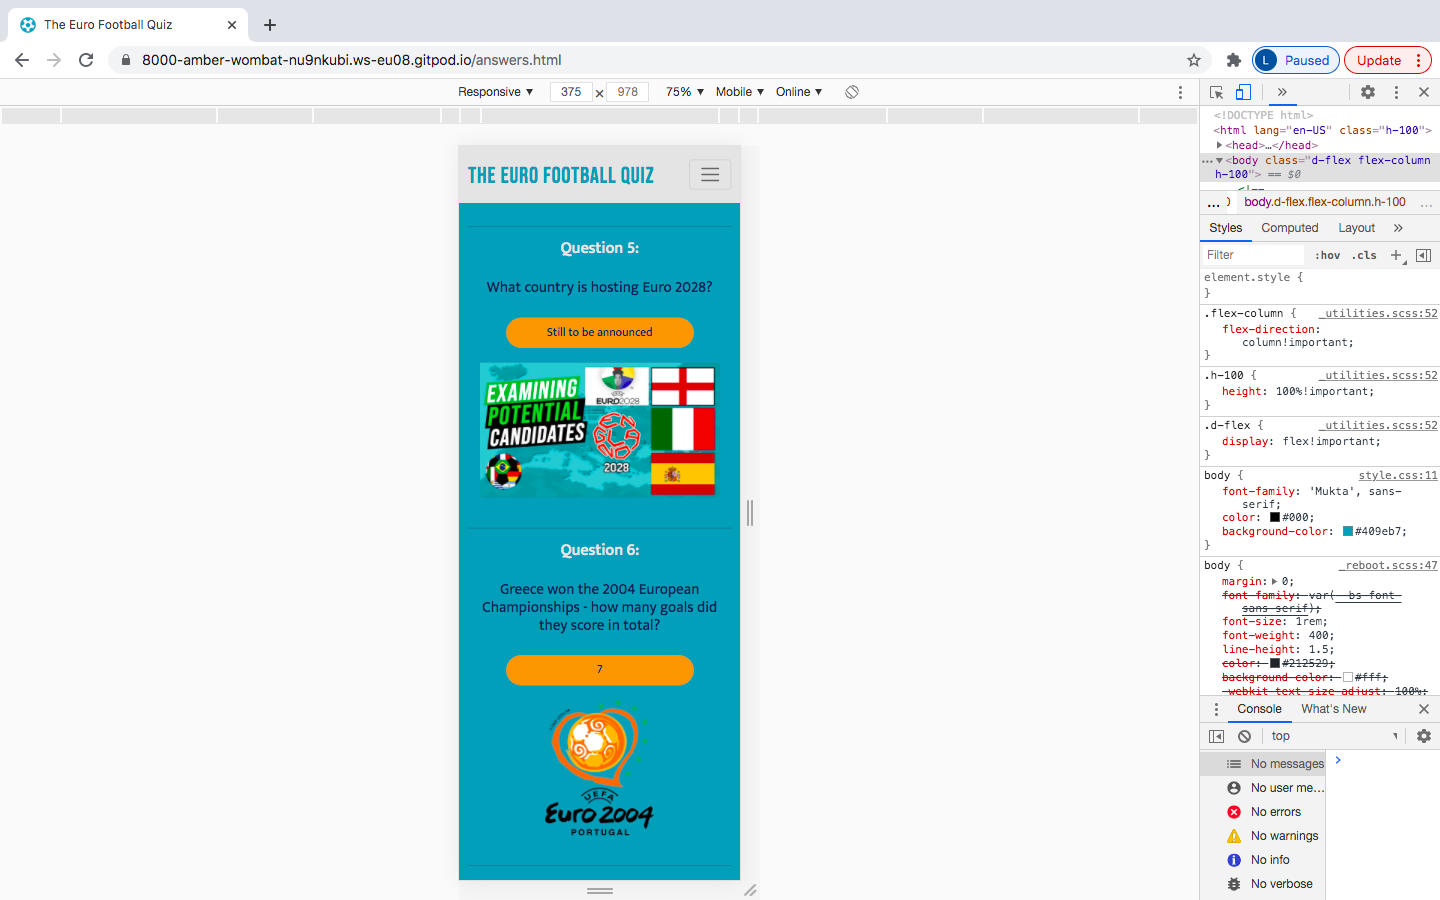 The Euro Football Quiz
8000-amber-wombat-nu9nkubi.ws-eu08.gitpod.io/answers.html
L Paused
Update
Responsive ▼ 375 × 978 75% ▼ Mobile ▼ Online ▼
THE EURO FOOTBALL QUIZ
Question 5:
What country is hosting Euro 2028?
Still to be announced
EXAMINING
POTENTIAL
CANDIDATES
EURO2028
ENGLAND
2028
Question 6:
Greece won the 2004 European
Championships - how many goals did
they score in total?
7
UEFA
Euro 2004
PORTUGAL
<!DOCTYPE html>
<html lang="en-US" class="h-100">
<head>…</head>
<body class="d-flex flex-column
h-100"> == $0
<!--
… body.d-flex.flex-column.h-100 …
Styles Computed Layout »
Filter :hov .cls +
element.style {
}
.flex-column { _utilities.scss:52
flex-direction:
column!important;
}
.h-100 { _utilities.scss:52
height: 100%!important;
}
.d-flex { _utilities.scss:52
display: flex!important;
}
body { style.css:11
font-family: 'Mukta', sans-
serif;
color: #000;
background-color: #409eb7;
}
body { _reboot.scss:47
margin: 0;
font-family: var(--bs-font-
sans-serif);
font-size: 1rem;
font-weight: 400;
line-height: 1.5;
color: #212529;
background-color: #fff;
-webkit-text-size-adjust: 100%;
Console What's New
top
No messages
No user me...
No errors
No warnings
No info
No verbose